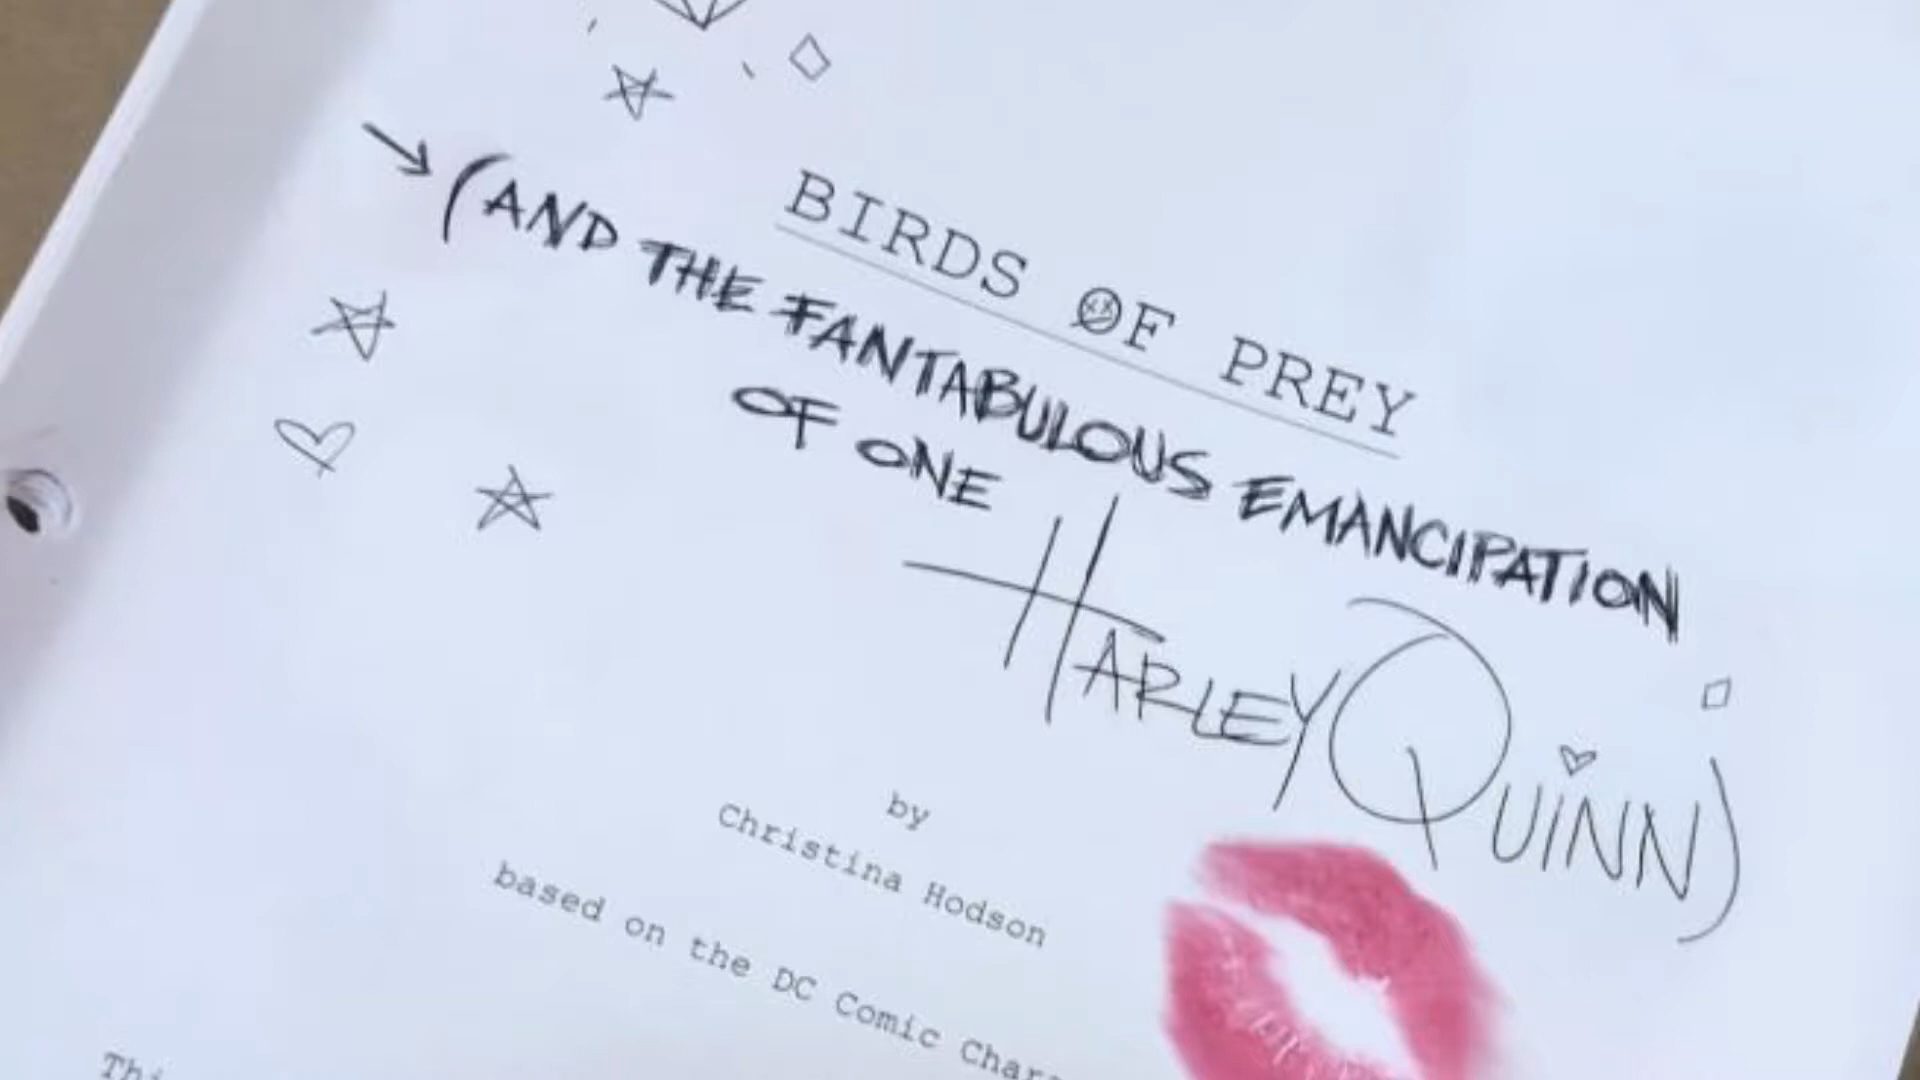 BIRDS OF PREY
(AND THE FANTABULOUS EMANCIPATION
OF ONE
HARLEY QUINN)
by
Christina Hodson
based on the DC Comic